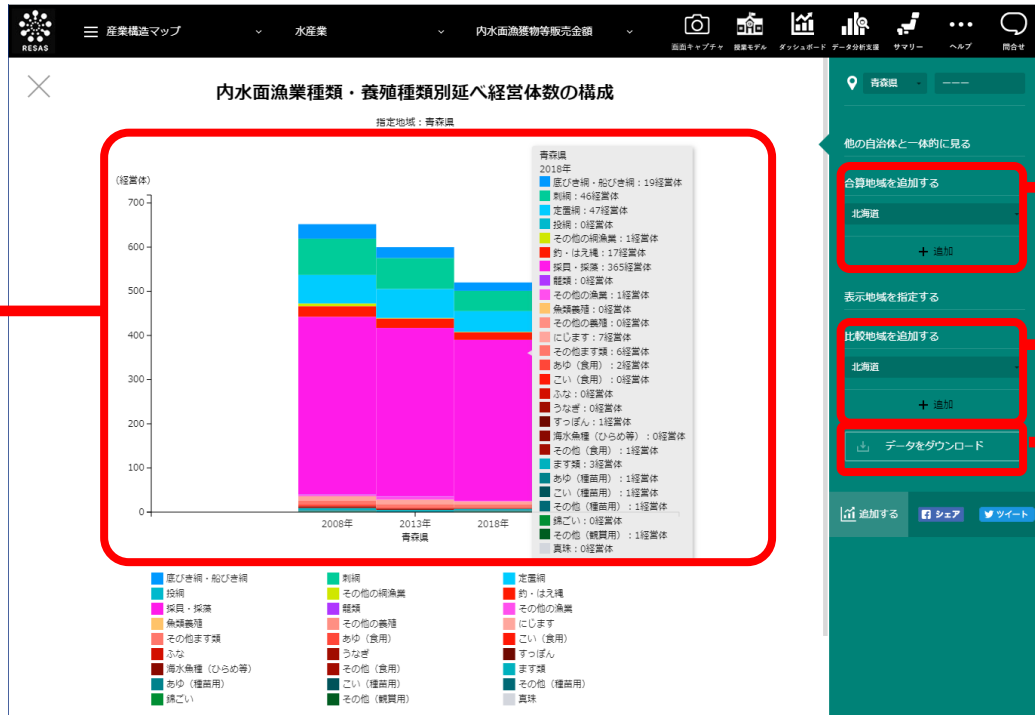 RESAS
産業構造マップ
水産業
内水面漁獲物等販売金額
画面キャプチャ
授業モデル
ダッシュボード
データ分析支援
サマリー
ヘルプ
問合せ
内水面漁業種類・養殖種類別延べ経営体数の構成
指定地域：青森県
(経営体)
700
600
500
400
300
200
100
0
2008年
2013年
2018年
青森県
青森県
2018年
底びき網・船びき網：19経営体
刺網：46経営体
定置網：47経営体
投網：0経営体
その他の網漁業：1経営体
釣・はえ縄：17経営体
採貝・採藻：365経営体
籠類：0経営体
その他の漁業：1経営体
魚類養殖：0経営体
その他の養殖：0経営体
にじます：7経営体
その他ます類：6経営体
あゆ（食用）：2経営体
こい（食用）：0経営体
ふな：0経営体
うなぎ：0経営体
すっぽん：1経営体
海水魚種（ひらめ等）：0経営体
その他（食用）：1経営体
ます類：3経営体
あゆ（種苗用）：1経営体
こい（種苗用）：1経営体
その他（種苗用）：1経営体
錦ごい：0経営体
その他（観賞用）：1経営体
真珠：0経営体
底びき網・船びき網
刺網
定置網
投網
その他の網漁業
釣・はえ縄
採貝・採藻
籠類
その他の漁業
魚類養殖
その他の養殖
にじます
その他ます類
あゆ（食用）
こい（食用）
ふな
うなぎ
すっぽん
海水魚種（ひらめ等）
その他（食用）
ます類
あゆ（種苗用）
こい（種苗用）
その他（種苗用）
錦ごい
その他（観賞用）
真珠
青森県
---
他の自治体と一体的に見る
合算地域を追加する
北海道
+ 追加
表示地域を指定する
比較地域を追加する
北海道
+ 追加
データをダウンロード
追加する
シェア
ツイート